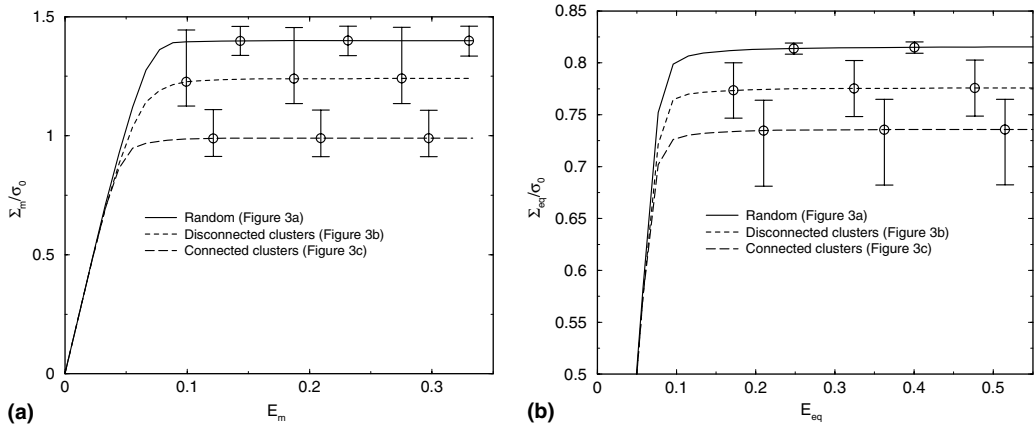 1.5
1
0.5
0
Σm/σ0
0
0.1
0.2
0.3
Em
Random (Figure 3a)
Disconnected clusters (Figure 3b)
Connected clusters (Figure 3c)
(a)
0.85
0.8
0.75
0.7
0.65
0.6
0.55
0.5
Σeq/σ0
0
0.1
0.2
0.3
0.4
0.5
Eeq
Random (Figure 3a)
Disconnected clusters (Figure 3b)
Connected clusters (Figure 3c)
(b)